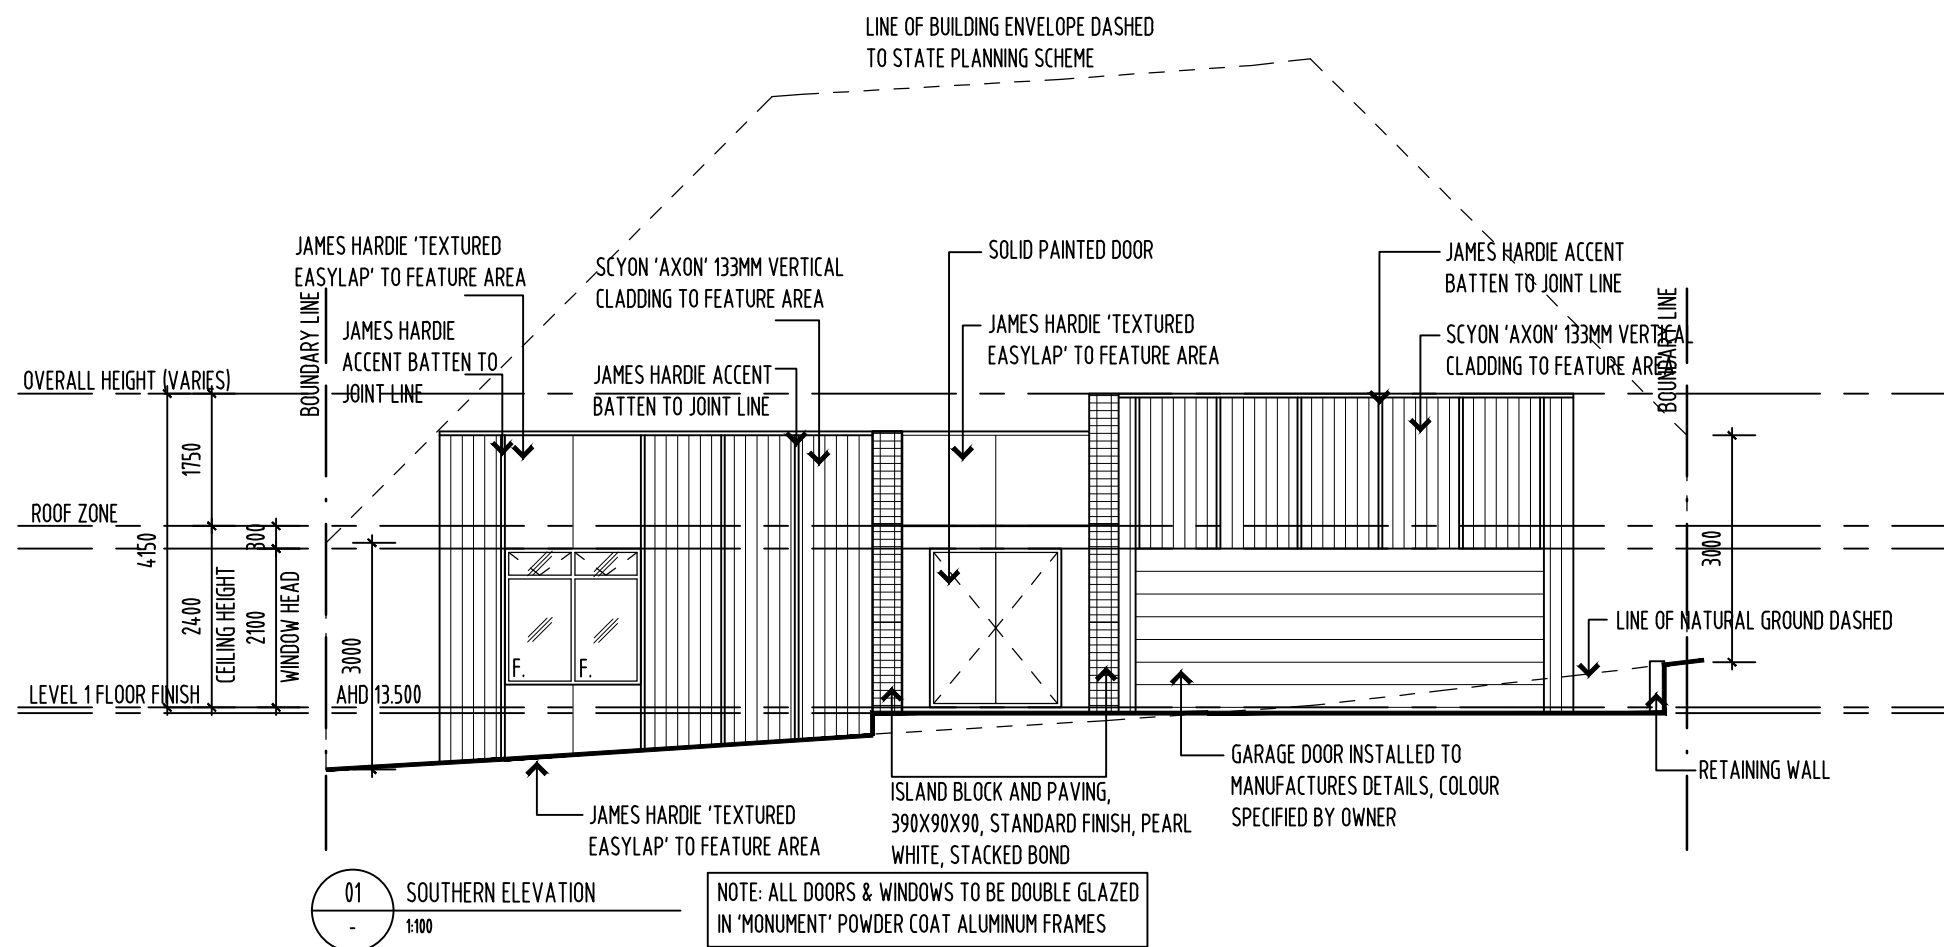 LINE OF BUILDING ENVELOPE DASHED
TO STATE PLANNING SCHEME
JAMES HARDIE 'TEXTURED
EASYLAP' TO FEATURE AREA
SCYON 'AXON' 133MM VERTICAL
CLADDING TO FEATURE AREA
SOLID PAINTED DOOR
JAMES HARDIE ACCENT
BATTEN TO JOINT LINE
BOUNDARY LINE
JAMES HARDIE
ACCENT BATTEN TO
JOINT LINE
JAMES HARDIE ACCENT
BATTEN TO JOINT LINE
JAMES HARDIE 'TEXTURED
EASYLAP' TO FEATURE AREA
SCYON 'AXON' 133MM VERTICAL
CLADDING TO FEATURE AREA
BOUNDARY LINE
OVERALL HEIGHT (VARIES)
1750
ROOF ZONE
4150
300
2400
CEILING HEIGHT
2100
WINDOW HEAD
3000
3000
F.
F.
LINE OF NATURAL GROUND DASHED
LEVEL 1 FLOOR FINISH
AHD 13.500
JAMES HARDIE 'TEXTURED
EASYLAP' TO FEATURE AREA
ISLAND BLOCK AND PAVING,
390X90X90, STANDARD FINISH, PEARL
WHITE, STACKED BOND
GARAGE DOOR INSTALLED TO
MANUFACTURES DETAILS, COLOUR
SPECIFIED BY OWNER
RETAINING WALL
01
-
SOUTHERN ELEVATION
1:100
NOTE: ALL DOORS & WINDOWS TO BE DOUBLE GLAZED
IN 'MONUMENT' POWDER COAT ALUMINUM FRAMES